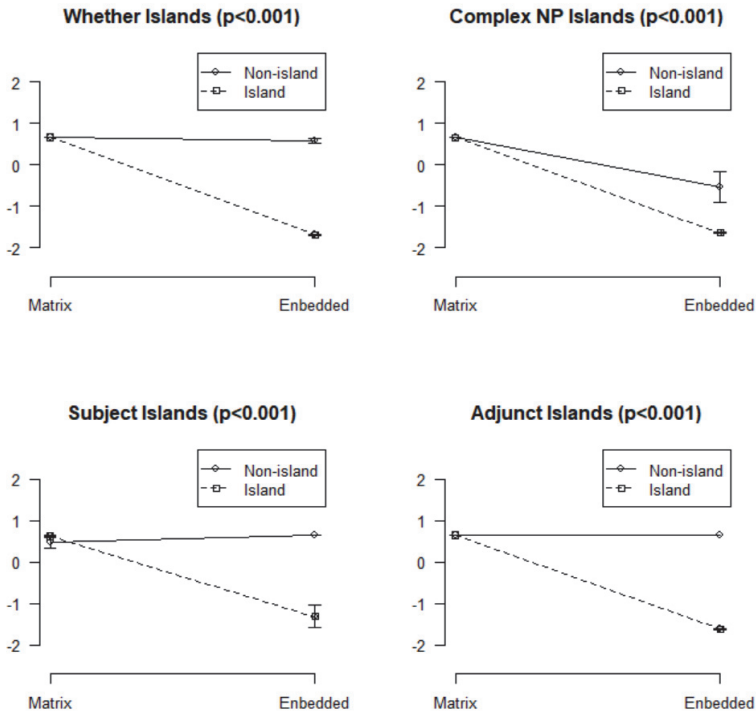 Whether Islands (p<0.001)
Non-island
Island
2
1
0
-1
-2
Matrix Enbedded
Complex NP Islands (p<0.001)
Non-island
Island
2
1
0
-1
-2
Matrix Enbedded
Subject Islands (p<0.001)
Non-island
Island
2
1
0
-1
-2
Matrix Enbedded
Adjunct Islands (p<0.001)
Non-island
Island
2
1
0
-1
-2
Matrix Enbedded